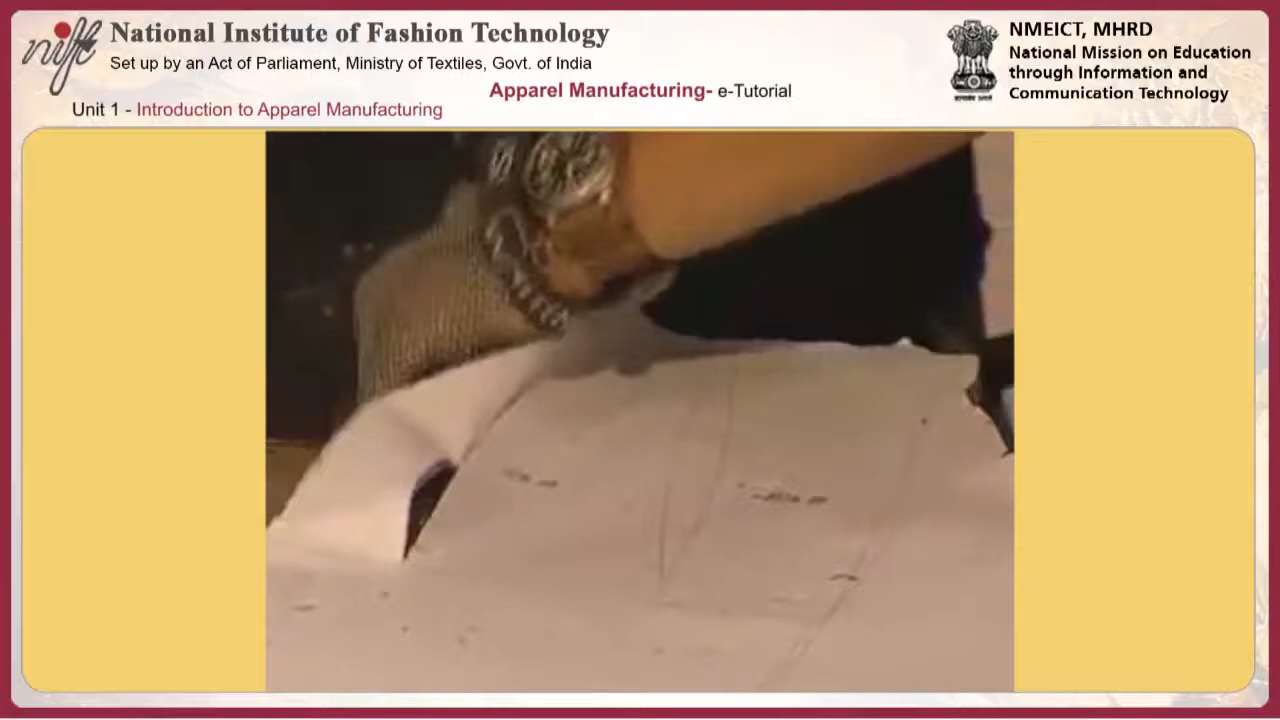 nift
National Institute of Fashion Technology
Set up by an Act of Parliament, Ministry of Textiles, Govt. of India
Apparel Manufacturing- e-Tutorial
Unit 1 - Introduction to Apparel Manufacturing
NMEICT, MHRD
National Mission on Education
through Information and
Communication Technology